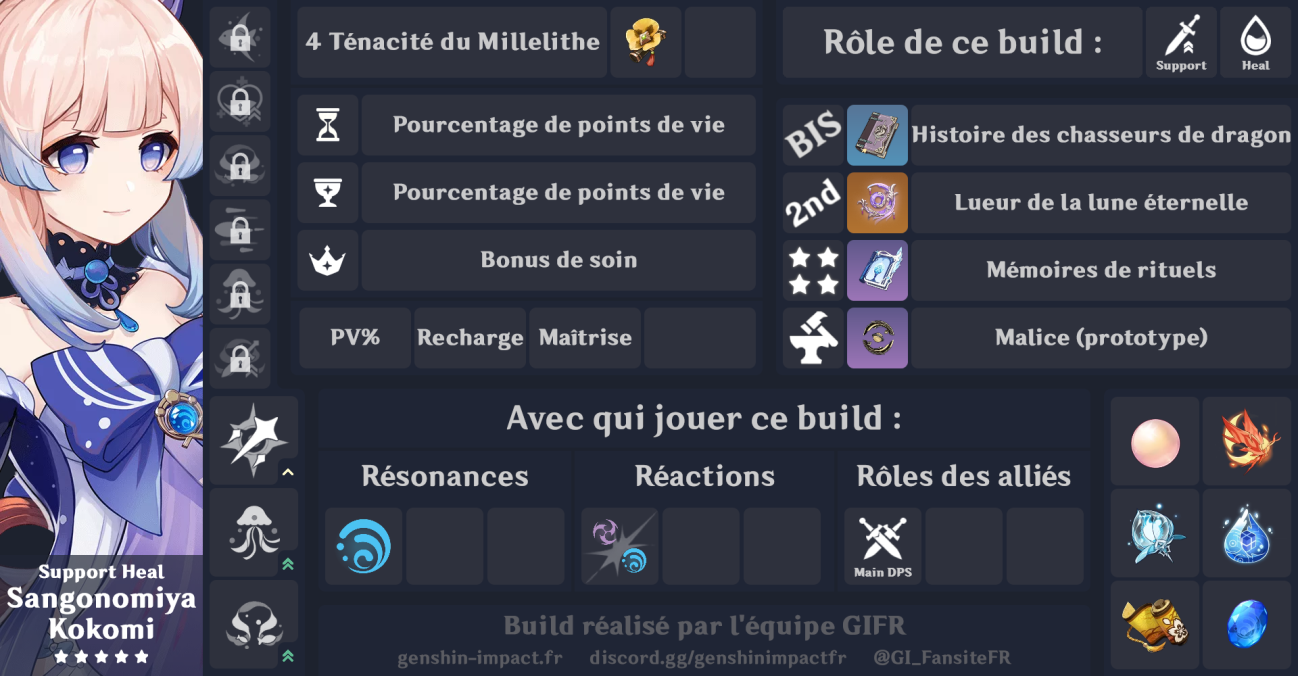 4 Ténacité du Millelithe
Rôle de ce build :
Support
Heal
Pourcentage de points de vie
Pourcentage de points de vie
Bonus de soin
PV%
Recharge
Maîtrise
BIS
Histoire des chasseurs de dragon
2nd
Lueur de la lune éternelle
Mémoires de rituels
Malice (prototype)
Avec qui jouer ce build :
Résonances
Réactions
Rôles des alliés
Main DPS
Support Heal
Sangonomiya
Kokomi
Build réalisé par l'équipe GIFR
genshin-impact.fr discord.gg/genshinimpactfr @GI_FansiteFR